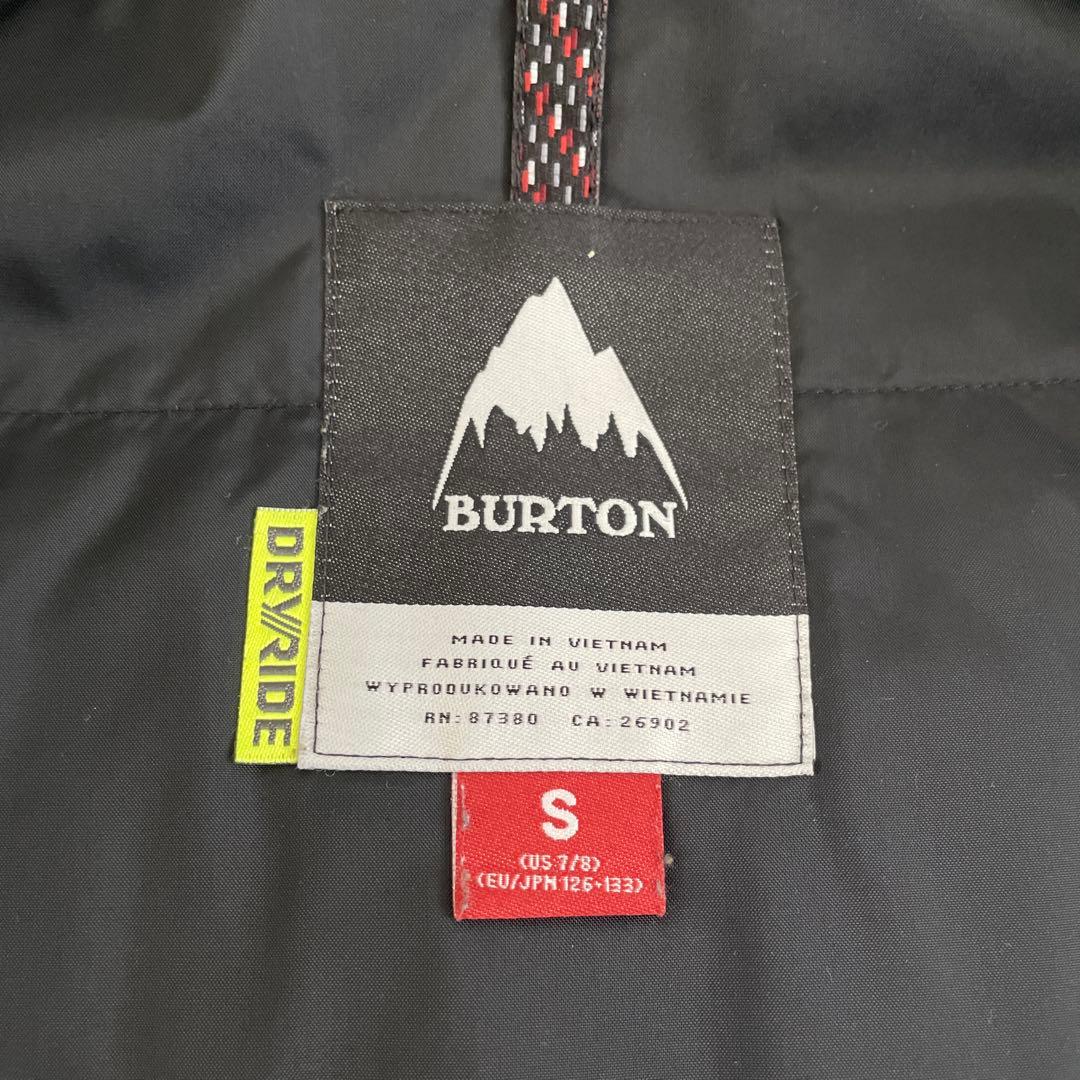 BURTON
DRY//RIDE
MADE IN VIETNAM
FABRIQUÉ AU VIETNAM
WYPRODUKOWANO W WIETNAMIE
RN: 87380 CA: 26902
S
(US 7/8)
(EU/JPN 126-133)